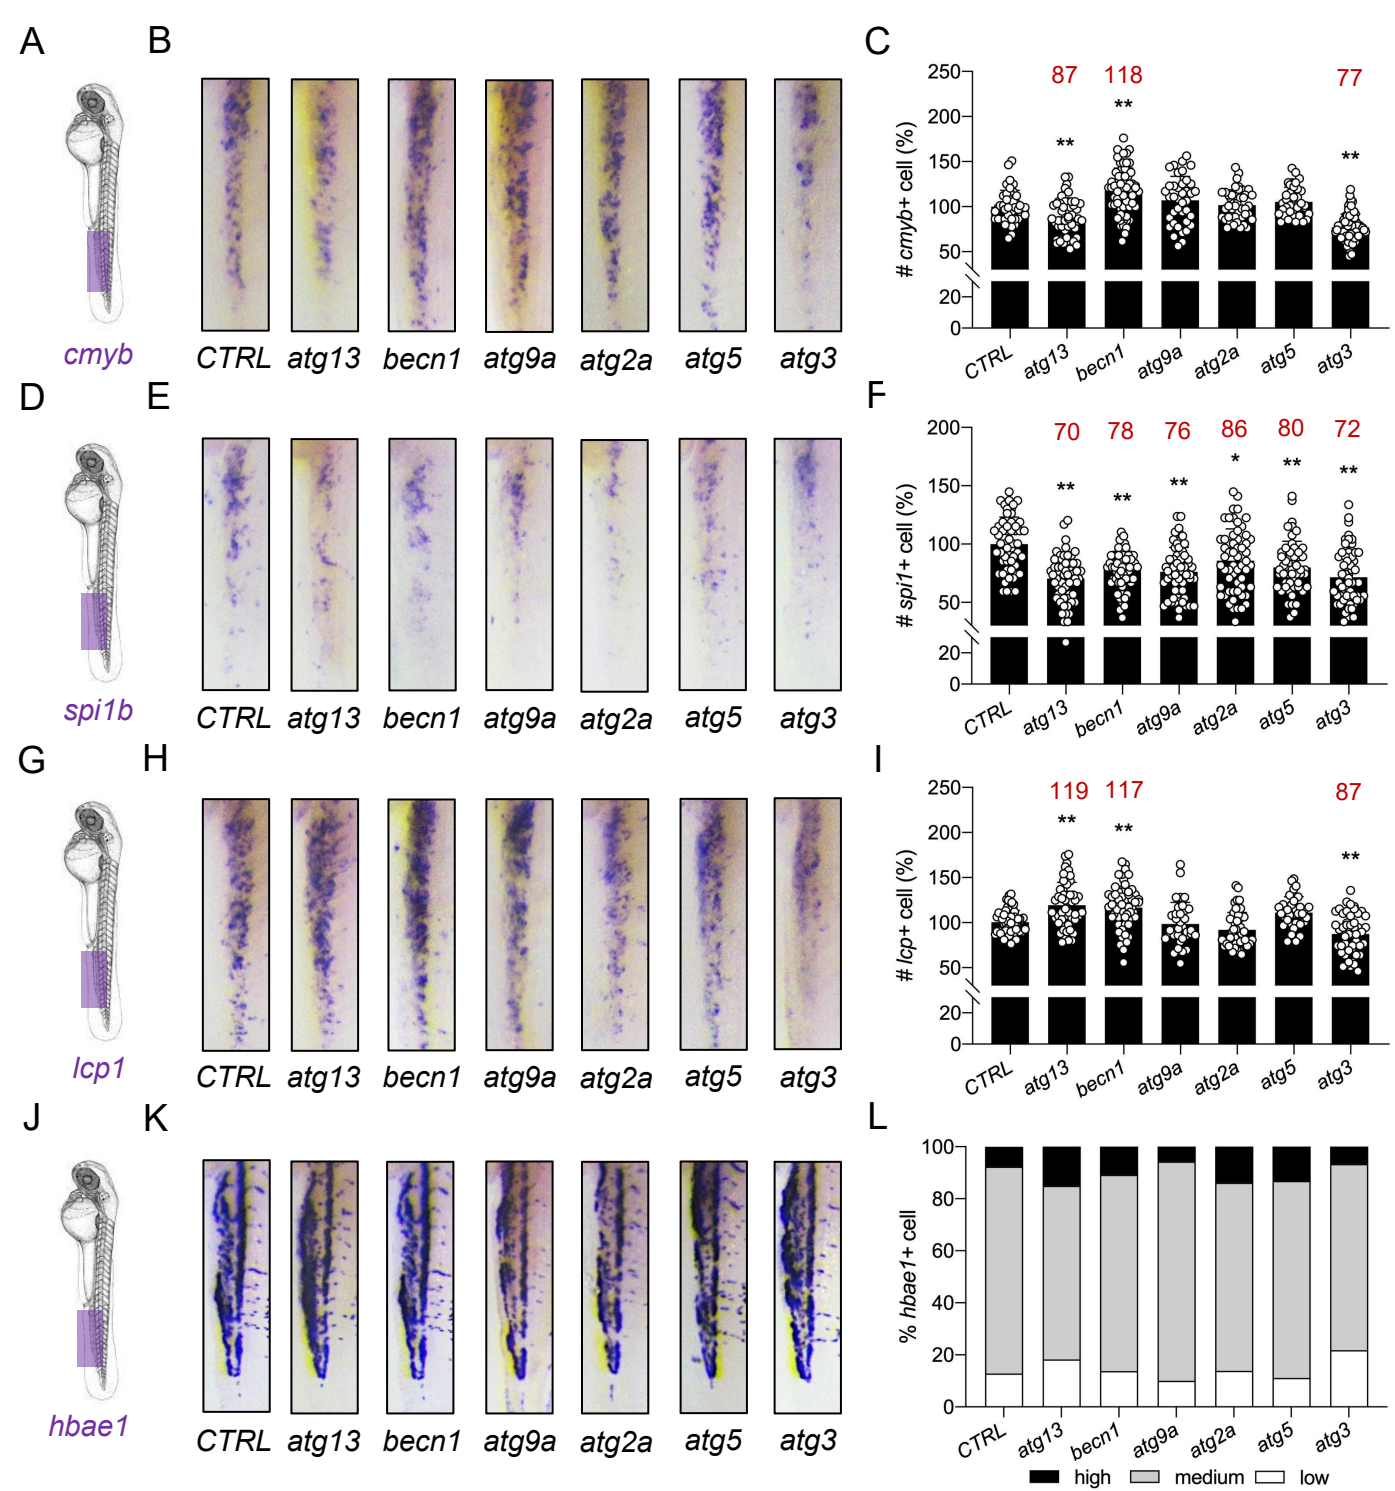 A
B
C
cmyb
CTRL atg13 becn1 atg9a atg2a atg5 atg3
# cmyb+ cell (%)
250
200
150
100
50
20
0
87 118 77
** ** **
CTRL atg13 becn1 atg9a atg2a atg5 atg3
D
E
F
spi1b
CTRL atg13 becn1 atg9a atg2a atg5 atg3
# spi1+ cell (%)
200
150
100
50
20
0
70 78 76 86 80 72
** ** ** * ** **
CTRL atg13 becn1 atg9a atg2a atg5 atg3
G
H
I
lcp1
CTRL atg13 becn1 atg9a atg2a atg5 atg3
# lcp+ cell (%)
250
200
150
100
50
20
0
119 117 87
** ** **
CTRL atg13 becn1 atg9a atg2a atg5 atg3
J
K
L
hbae1
CTRL atg13 becn1 atg9a atg2a atg5 atg3
% hbae1+ cell
100
80
60
40
20
0
CTRL atg13 becn1 atg9a atg2a atg5 atg3
high medium low